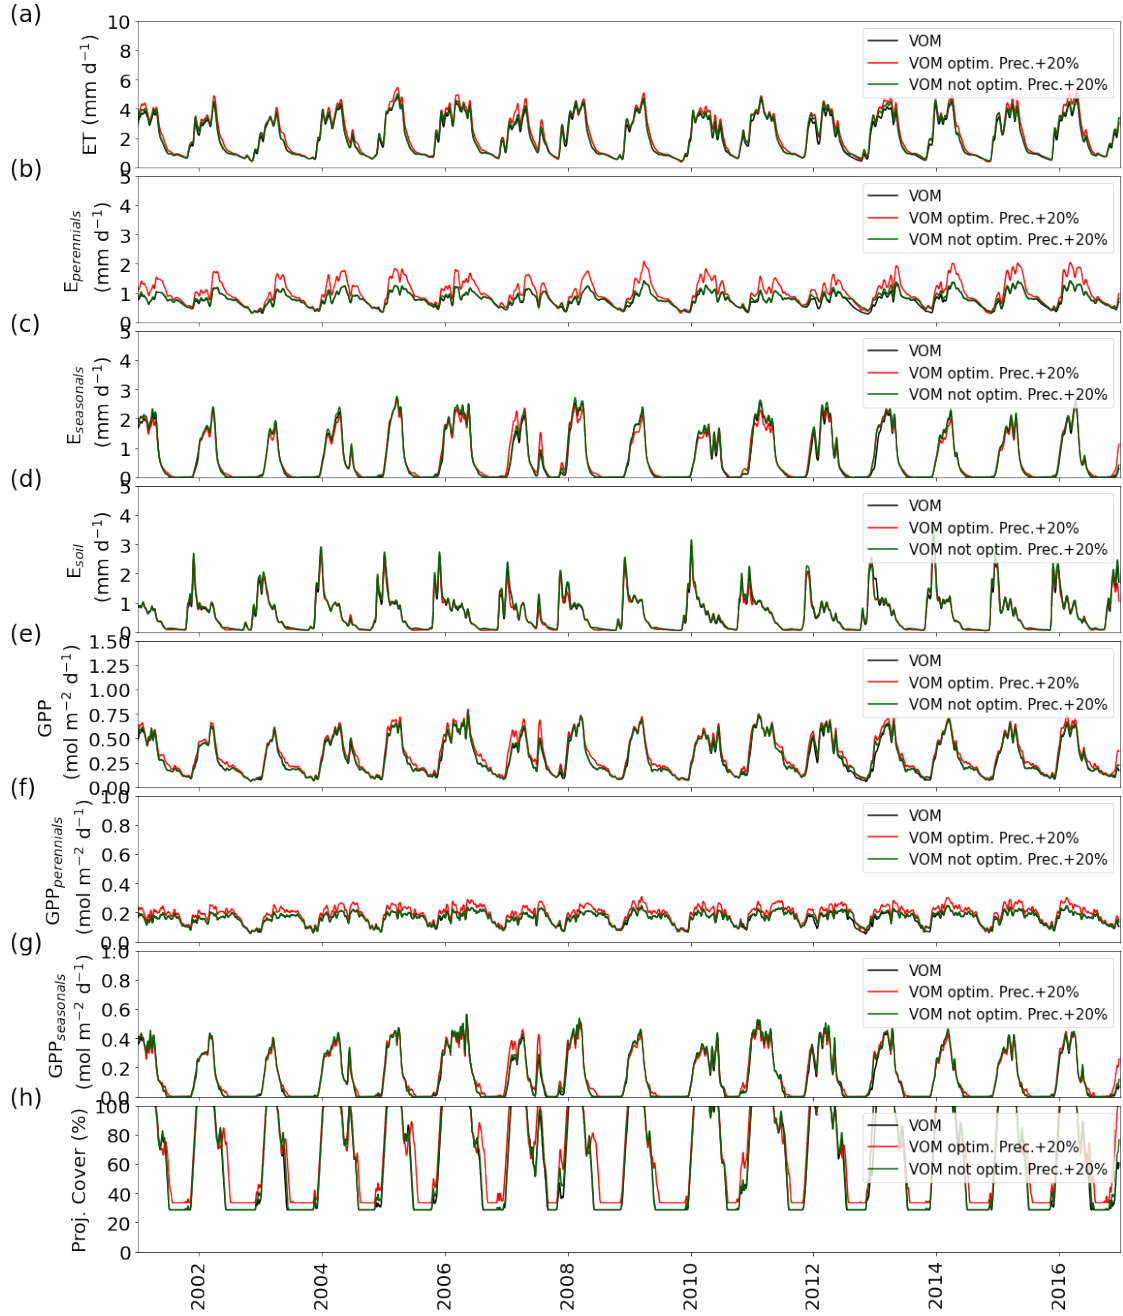 (a)
10
8
6
4
2
0
ET (mm d⁻¹)
VOM
VOM optim. Prec.+20%
VOM not optim. Prec.+20%
(b)
5
4
3
2
1
0
E_perennials
(mm d⁻¹)
VOM
VOM optim. Prec.+20%
VOM not optim. Prec.+20%
(c)
5
4
3
2
1
0
E_seasonals
(mm d⁻¹)
VOM
VOM optim. Prec.+20%
VOM not optim. Prec.+20%
(d)
5
4
3
2
1
0
E_soil
(mm d⁻¹)
VOM
VOM optim. Prec.+20%
VOM not optim. Prec.+20%
(e)
1.50
1.25
1.00
0.75
0.50
0.25
0.00
GPP
(mol m⁻² d⁻¹)
VOM
VOM optim. Prec.+20%
VOM not optim. Prec.+20%
(f)
1.0
0.8
0.6
0.4
0.2
0.0
GPP_perennials
(mol m⁻² d⁻¹)
VOM
VOM optim. Prec.+20%
VOM not optim. Prec.+20%
(g)
1.0
0.8
0.6
0.4
0.2
0.0
GPP_seasonals
(mol m⁻² d⁻¹)
VOM
VOM optim. Prec.+20%
VOM not optim. Prec.+20%
(h)
100
80
60
40
20
0
Proj. Cover (%)
VOM
VOM optim. Prec.+20%
VOM not optim. Prec.+20%
2002
2004
2006
2008
2010
2012
2014
2016